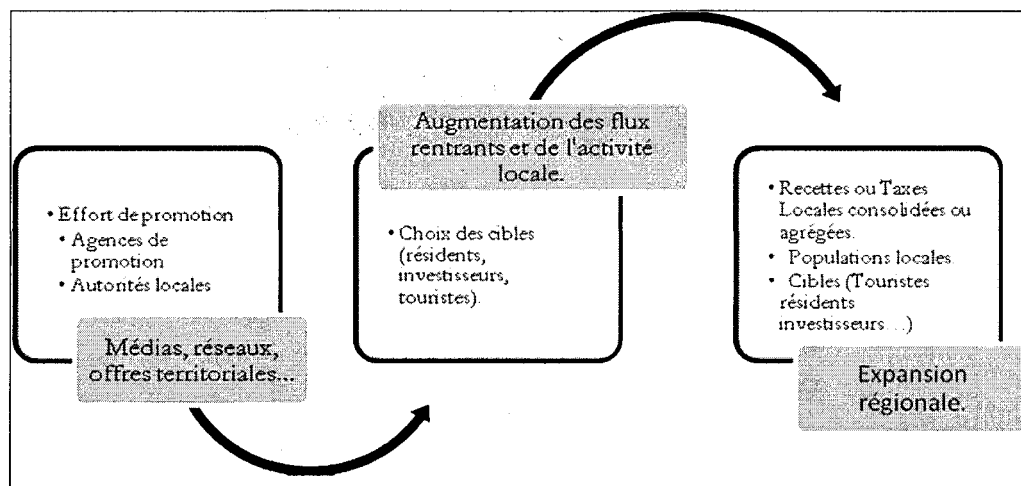 • Effort de promotion
• Agences de
promotion
• Autorités locales
Médias, réseaux,
offres territoriales...
Augmentation des flux
rentrants et de l'activité
locale.
• Choix des cibles
(résidents,
investisseurs,
touristes).
• Recettes ou Taxes
Locales consolidées ou
agrégées.
• Populations locales.
• Cibles (Touristes
résidents
investisseurs...)
Expansion
régionale.